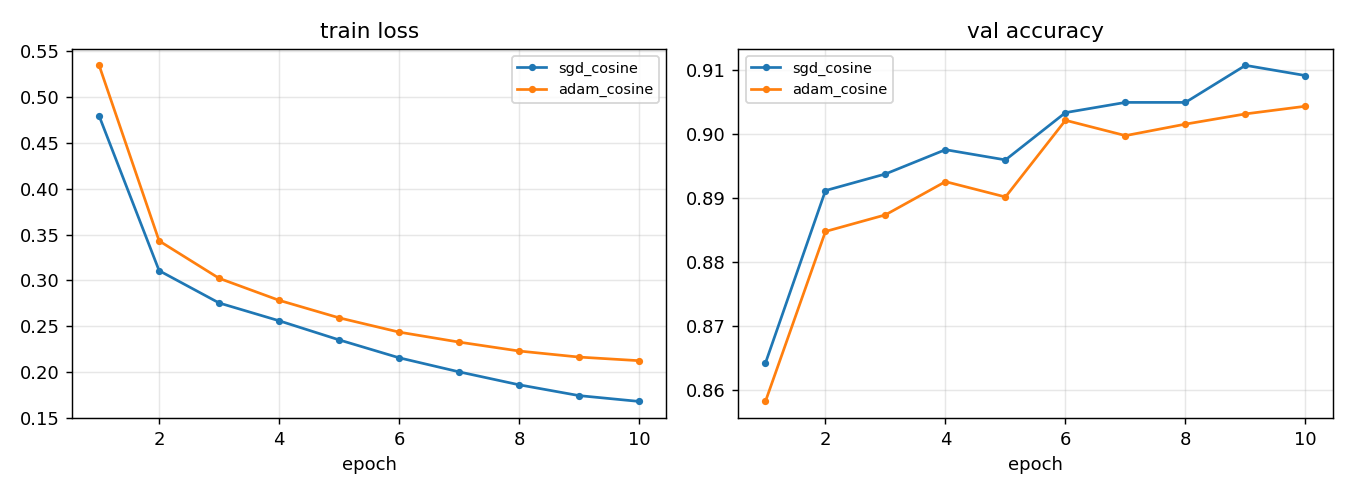 train loss
0.55
0.50
0.45
0.40
0.35
0.30
0.25
0.20
0.15
sgd_cosine
adam_cosine
2 4 6 8 10
epoch
val accuracy
0.91
0.90
0.89
0.88
0.87
0.86
sgd_cosine
adam_cosine
2 4 6 8 10
epoch